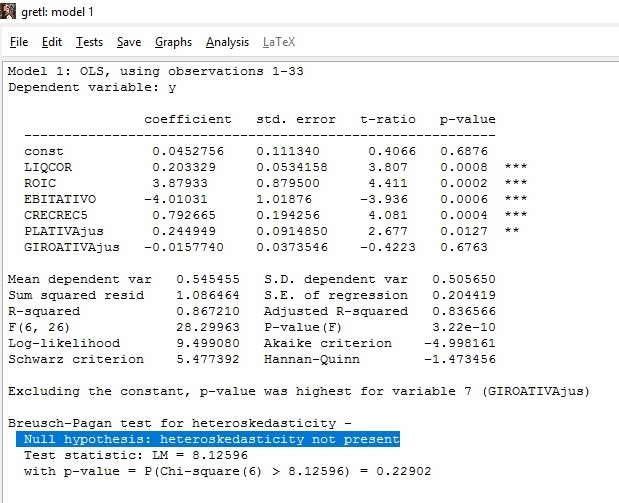 gretl: model 1
File Edit Tests Save Graphs Analysis LaTeX
Model 1: OLS, using observations 1-33
Dependent variable: y
coefficient std. error t-ratio p-value
---------------------------------------------------------------
const 0.0452756 0.111340 0.4066 0.6876
LIQCOR 0.203329 0.0534158 3.807 0.0008 ***
ROIC 3.87933 0.879500 4.411 0.0002 ***
EBITATIVO -4.01031 1.01876 -3.936 0.0006 ***
CRECREC5 0.792665 0.194256 4.081 0.0004 ***
PLATIVAjus 0.244949 0.0914850 2.677 0.0127 **
GIROATIVAjus -0.0157740 0.0373546 -0.4223 0.6763
Mean dependent var 0.545455 S.D. dependent var 0.505650
Sum squared resid 1.086464 S.E. of regression 0.204419
R-squared 0.867210 Adjusted R-squared 0.836566
F(6, 26) 28.29963 P-value(F) 3.22e-10
Log-likelihood 9.499080 Akaike criterion -4.998161
Schwarz criterion 5.477392 Hannan-Quinn -1.473456
Excluding the constant, p-value was highest for variable 7 (GIROATIVAjus)
Breusch-Pagan test for heteroskedasticity -
Null hypothesis: heteroskedasticity not present
Test statistic: LM = 8.12596
with p-value = P(Chi-square(6) > 8.12596) = 0.22902